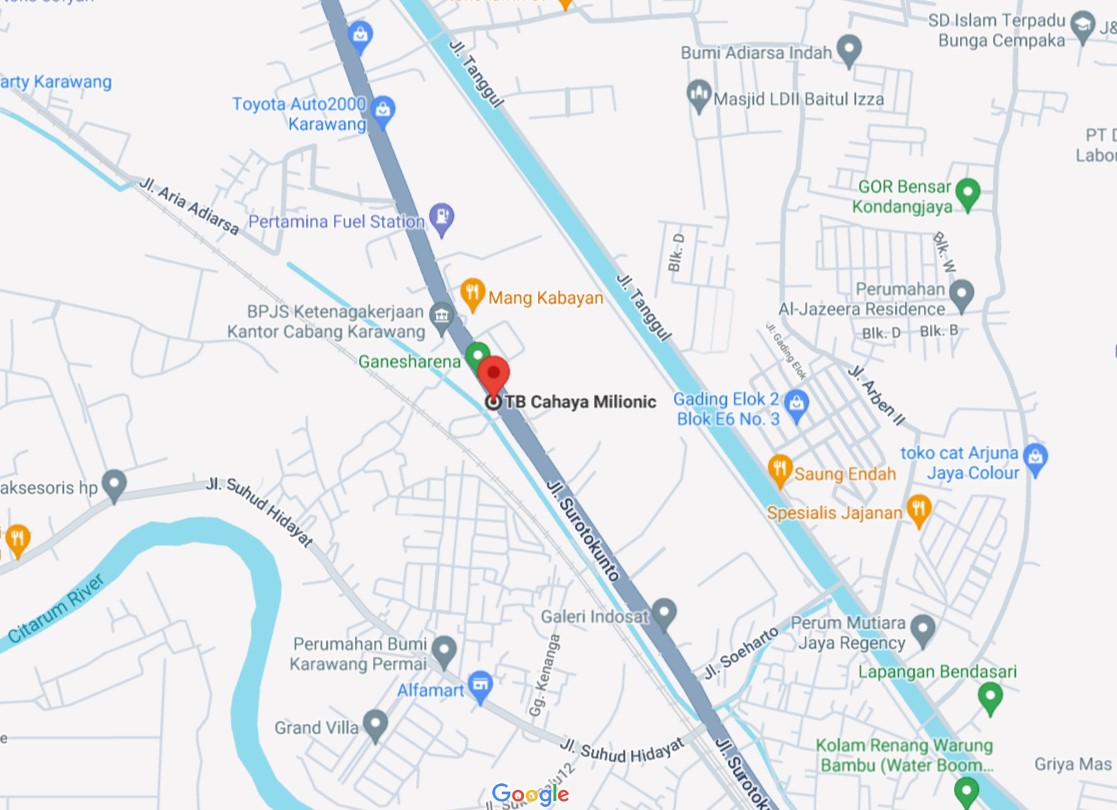 SD Islam Terpadu
Bunga Cempaka
J&
Jl. Tanggul
Bumi Adiarsa Indah
arty Karawang
Masjid LDII Baitul Izza
Toyota Auto2000
Karawang
PT D
Labor
Jl. Aria Adiarsa
GOR Bensar
Kondangjaya
Pertamina Fuel Station
Blk. D
Blk. W
Jl. Tanggul
Mang Kabayan
Perumahan
Al-Jazeera Residence
BPJS Ketenagakerjaan
Kantor Cabang Karawang
Blk. D
Blk. B
Jl. Gading Elok
Ganesharena
Jl. Arben II
TB Cahaya Milionic
Gading Elok 2
Blok E6 No. 3
toko cat Arjuna
Jaya Colour
Saung Endah
aksesoris hp
Jl. Suhud Hidayat
Spesialis Jajanan
Jl. Surotokunto
Citarum River
Galeri Indosat
Perum Mutiara
Jaya Regency
Jl. Soeharto
Perumahan Bumi
Karawang Permai
Gg. Kenanga
Lapangan Bendasari
Alfamart
Grand Villa
Jl. Suhud Hidayat
Jl. Surotok
Kolam Renang Warung
Bambu (Water Boom...
Griya Mas
Google